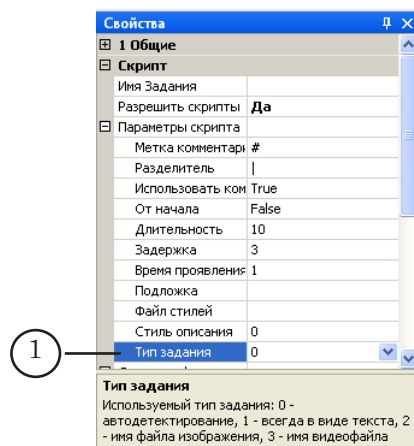 Свойства
1 Общие
Скрипт
Имя Задания
Разрешить скрипты Да
Параметры скрипта
Метка комментари #
Разделитель |
Использовать ком True
От начала False
Длительность 10
Задержка 3
Время проявления 1
Подложка
Файл стилей
Стиль описания 0
1
Тип задания 0
Тип задания
Используемый тип задания: 0 -
автодетектирование, 1 - всегда в виде текста, 2
- имя файла изображения, 3 - имя видеофайла